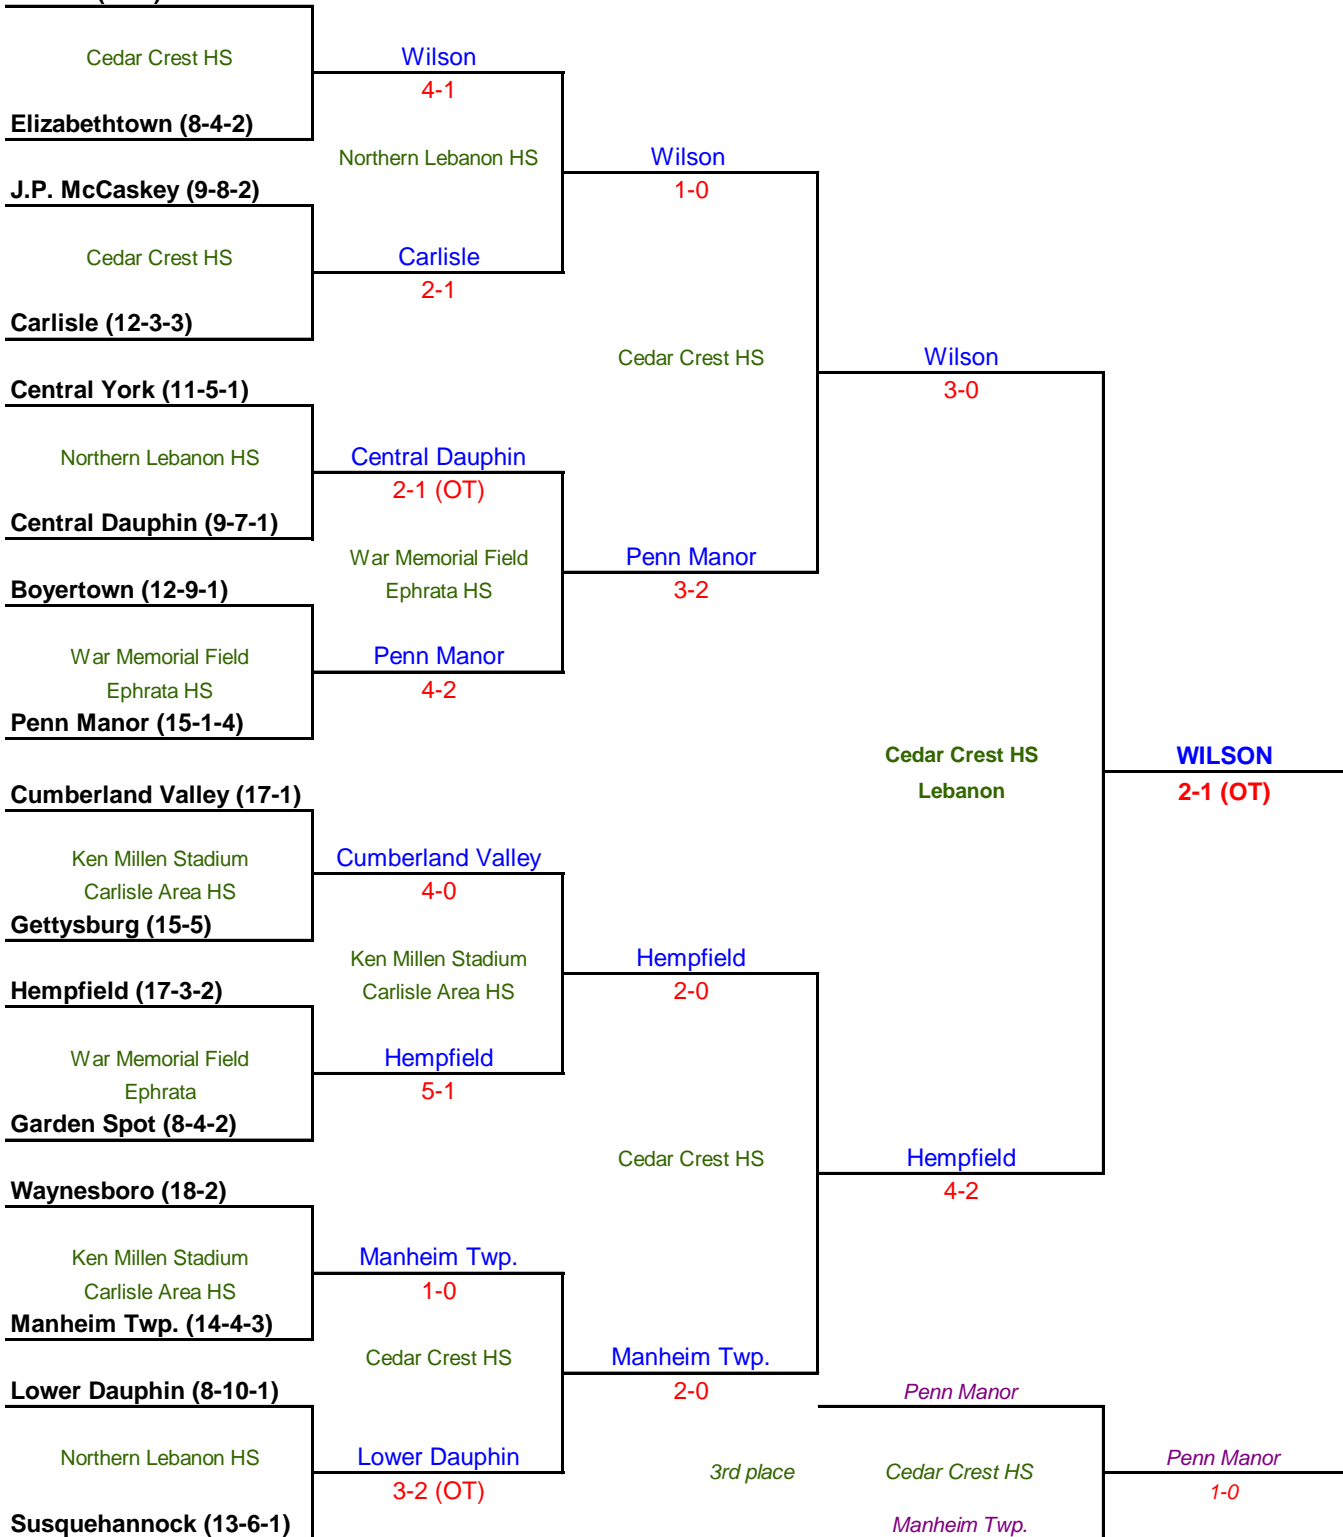 Cedar Crest HS
Wilson
4-1
Elizabethtown (8-4-2)
Northern Lebanon HS
Wilson
1-0
J.P. McCaskey (9-8-2)
Cedar Crest HS
Carlisle
2-1
Carlisle (12-3-3)
Cedar Crest HS
Wilson
3-0
Central York (11-5-1)
Northern Lebanon HS
Central Dauphin
2-1 (OT)
Central Dauphin (9-7-1)
War Memorial Field
Ephrata HS
Penn Manor
3-2
Boyertown (12-9-1)
War Memorial Field
Ephrata HS
Penn Manor
4-2
Penn Manor (15-1-4)
Cedar Crest HS
Lebanon
WILSON
2-1 (OT)
Cumberland Valley (17-1)
Ken Millen Stadium
Carlisle Area HS
Cumberland Valley
4-0
Gettysburg (15-5)
Ken Millen Stadium
Carlisle Area HS
Hempfield
2-0
Hempfield (17-3-2)
War Memorial Field
Ephrata
Hempfield
5-1
Garden Spot (8-4-2)
Cedar Crest HS
Hempfield
4-2
Waynesboro (18-2)
Ken Millen Stadium
Carlisle Area HS
Manheim Twp.
1-0
Manheim Twp. (14-4-3)
Cedar Crest HS
Manheim Twp.
2-0
Lower Dauphin (8-10-1)
Northern Lebanon HS
Lower Dauphin
3-2 (OT)
Susquehannock (13-6-1)
Penn Manor
3rd place
Cedar Crest HS
Penn Manor
1-0
Manheim Twp.